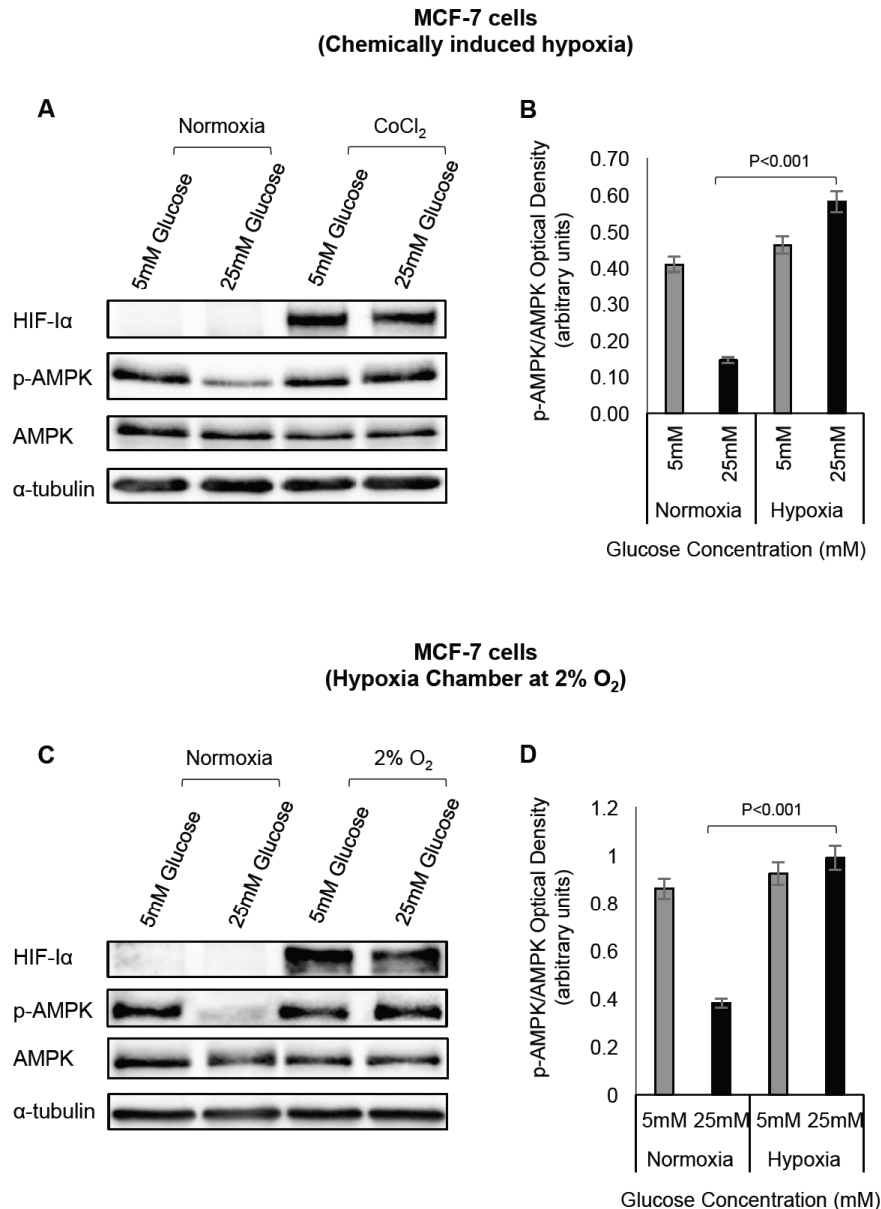 MCF-7 cells
(Chemically induced hypoxia)
A
Normoxia
CoCl₂
5mM Glucose
25mM Glucose
5mM Glucose
25mM Glucose
HIF-Iα
p-AMPK
AMPK
α-tubulin
B
p-AMPK/AMPK Optical Density
(arbitrary units)
0.70
0.60
0.50
0.40
0.30
0.20
0.10
0.00
P<0.001
5mM
25mM
5mM
25mM
Normoxia
Hypoxia
Glucose Concentration (mM)
MCF-7 cells
(Hypoxia Chamber at 2% O₂)
C
Normoxia
2% O₂
5mM Glucose
25mM Glucose
5mM Glucose
25mM Glucose
HIF-Iα
p-AMPK
AMPK
α-tubulin
D
p-AMPK/AMPK Optical Density
(arbitrary units)
1.2
1
0.8
0.6
0.4
0.2
0
P<0.001
5mM 25mM 5mM 25mM
Normoxia Hypoxia
Glucose Concentration (mM)